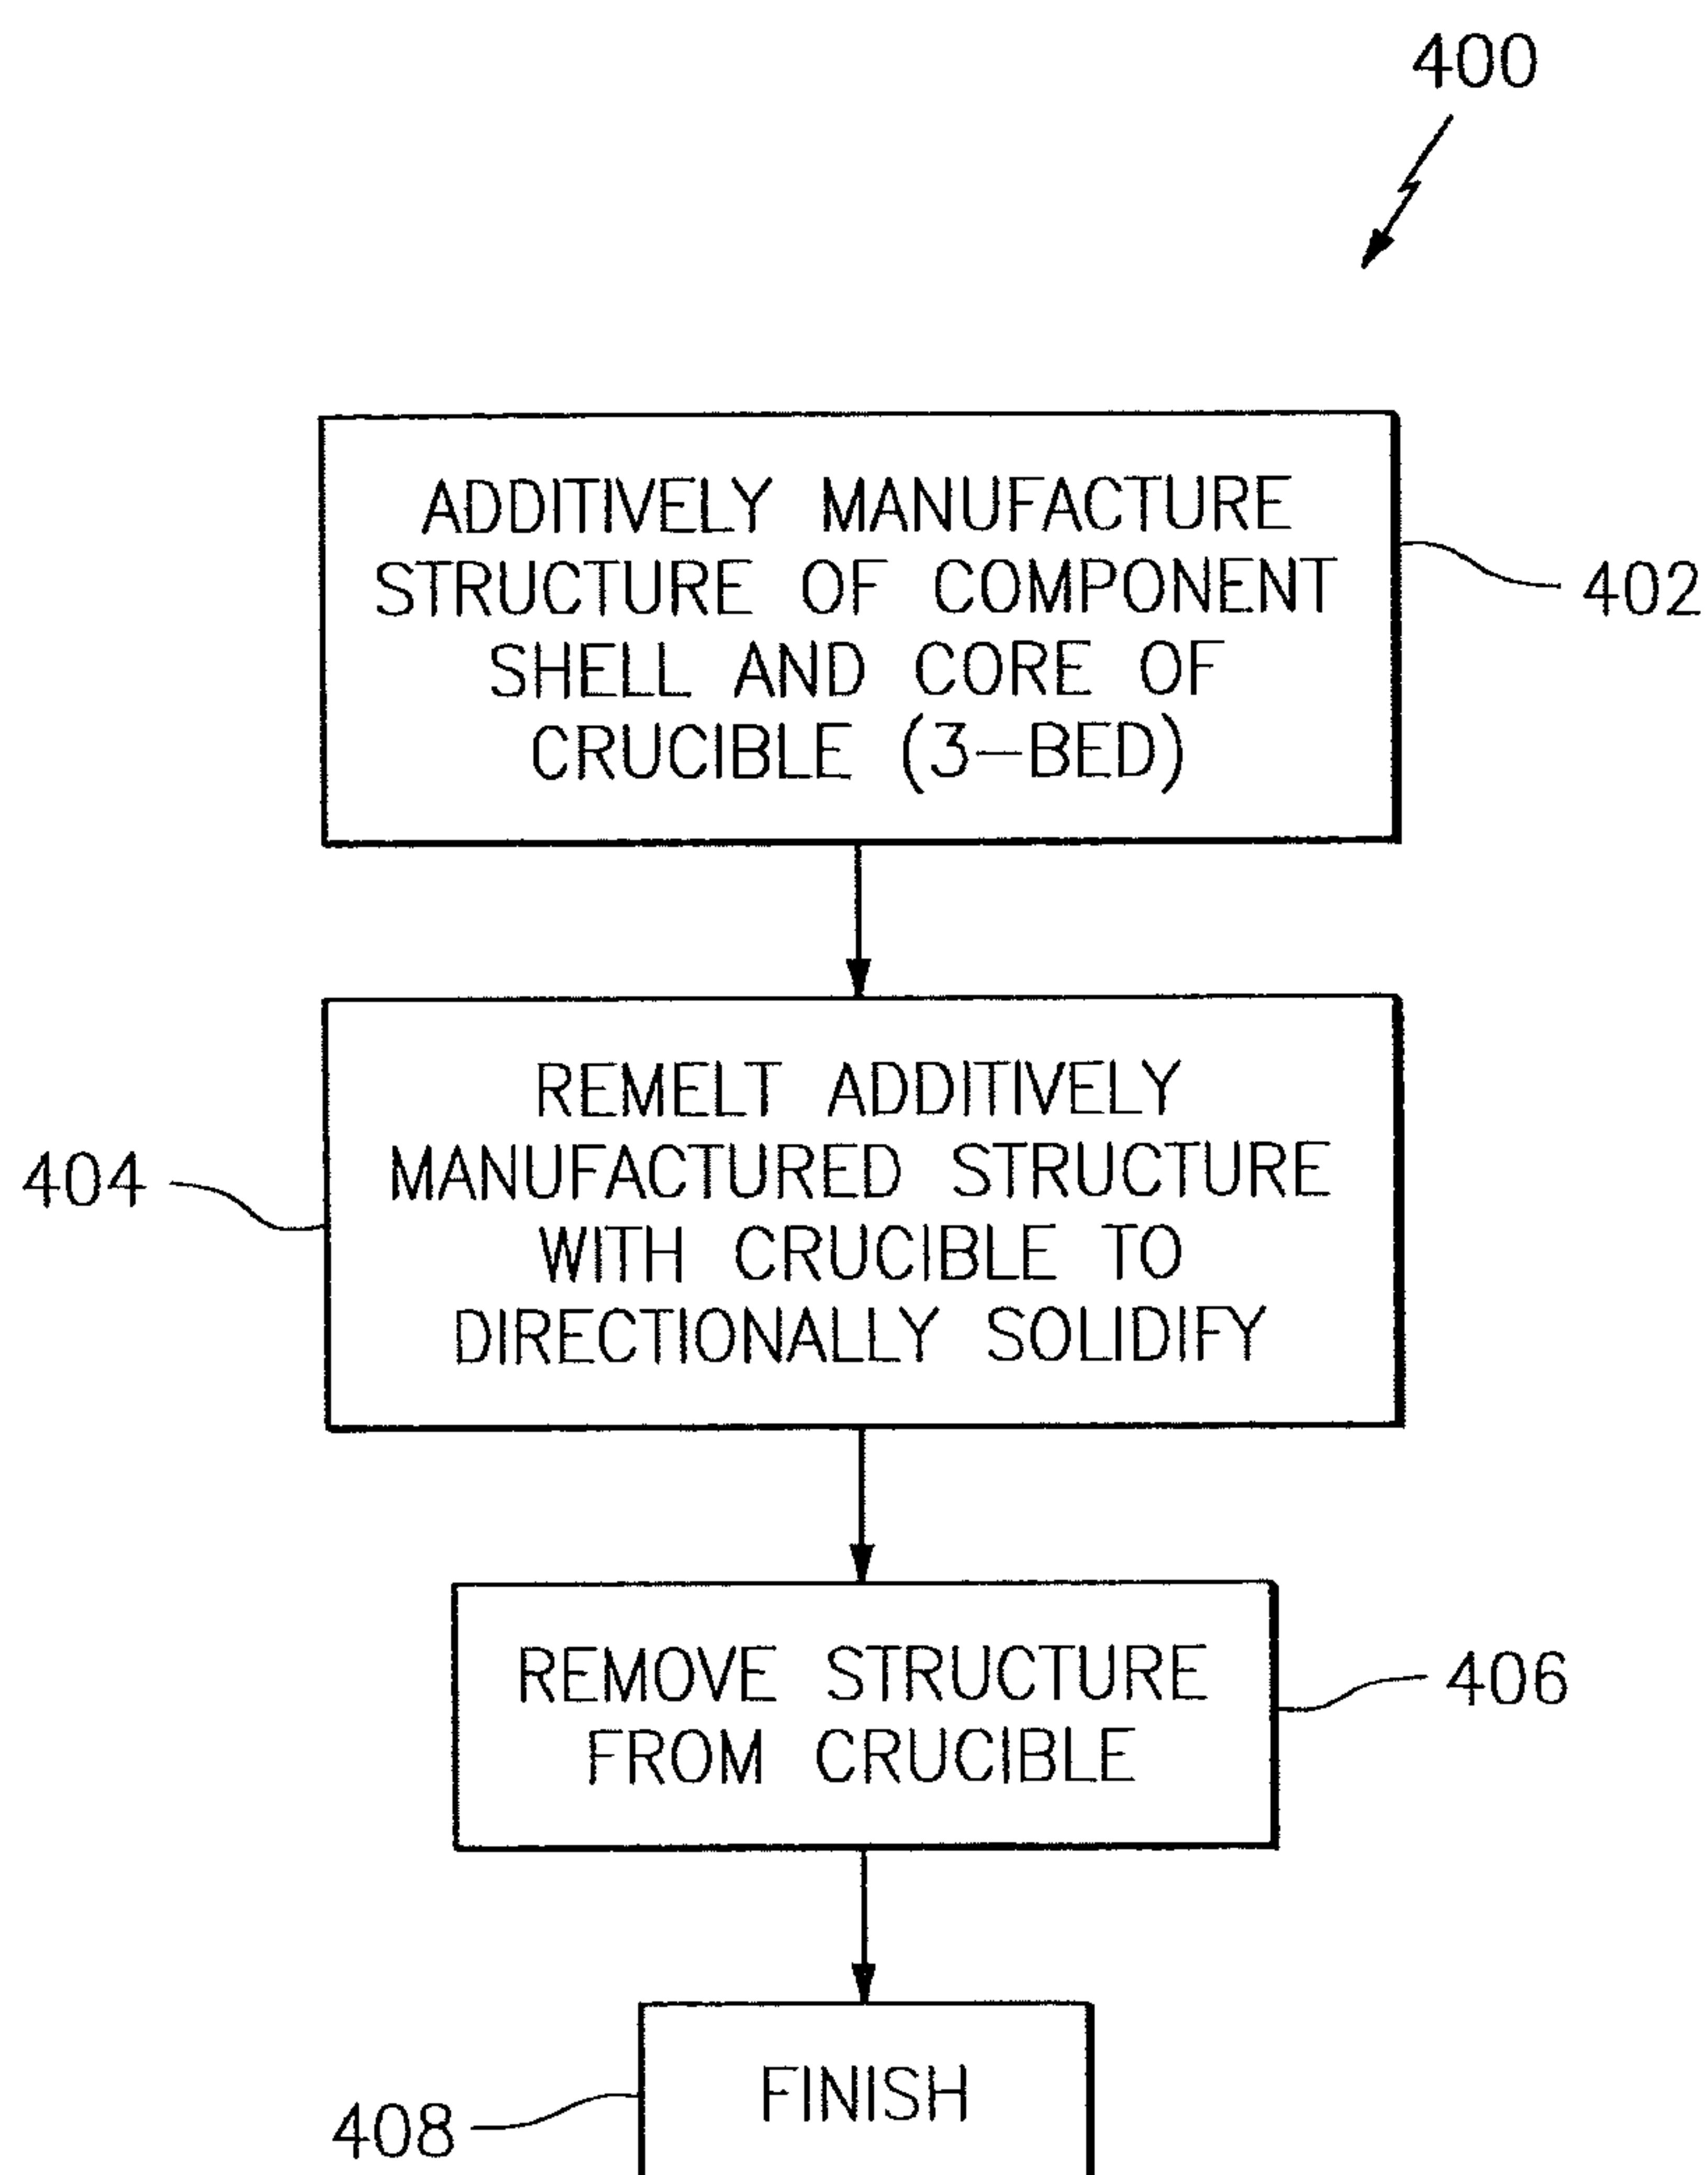 400
ADDITIVELY MANUFACTURE
STRUCTURE OF COMPONENT
SHELL AND CORE OF
CRUCIBLE (3-BED)
402
REMELT ADDITIVELY
MANUFACTURED STRUCTURE
WITH CRUCIBLE TO
DIRECTIONALLY SOLIDIFY
404
REMOVE STRUCTURE
FROM CRUCIBLE
406
FINISH
408